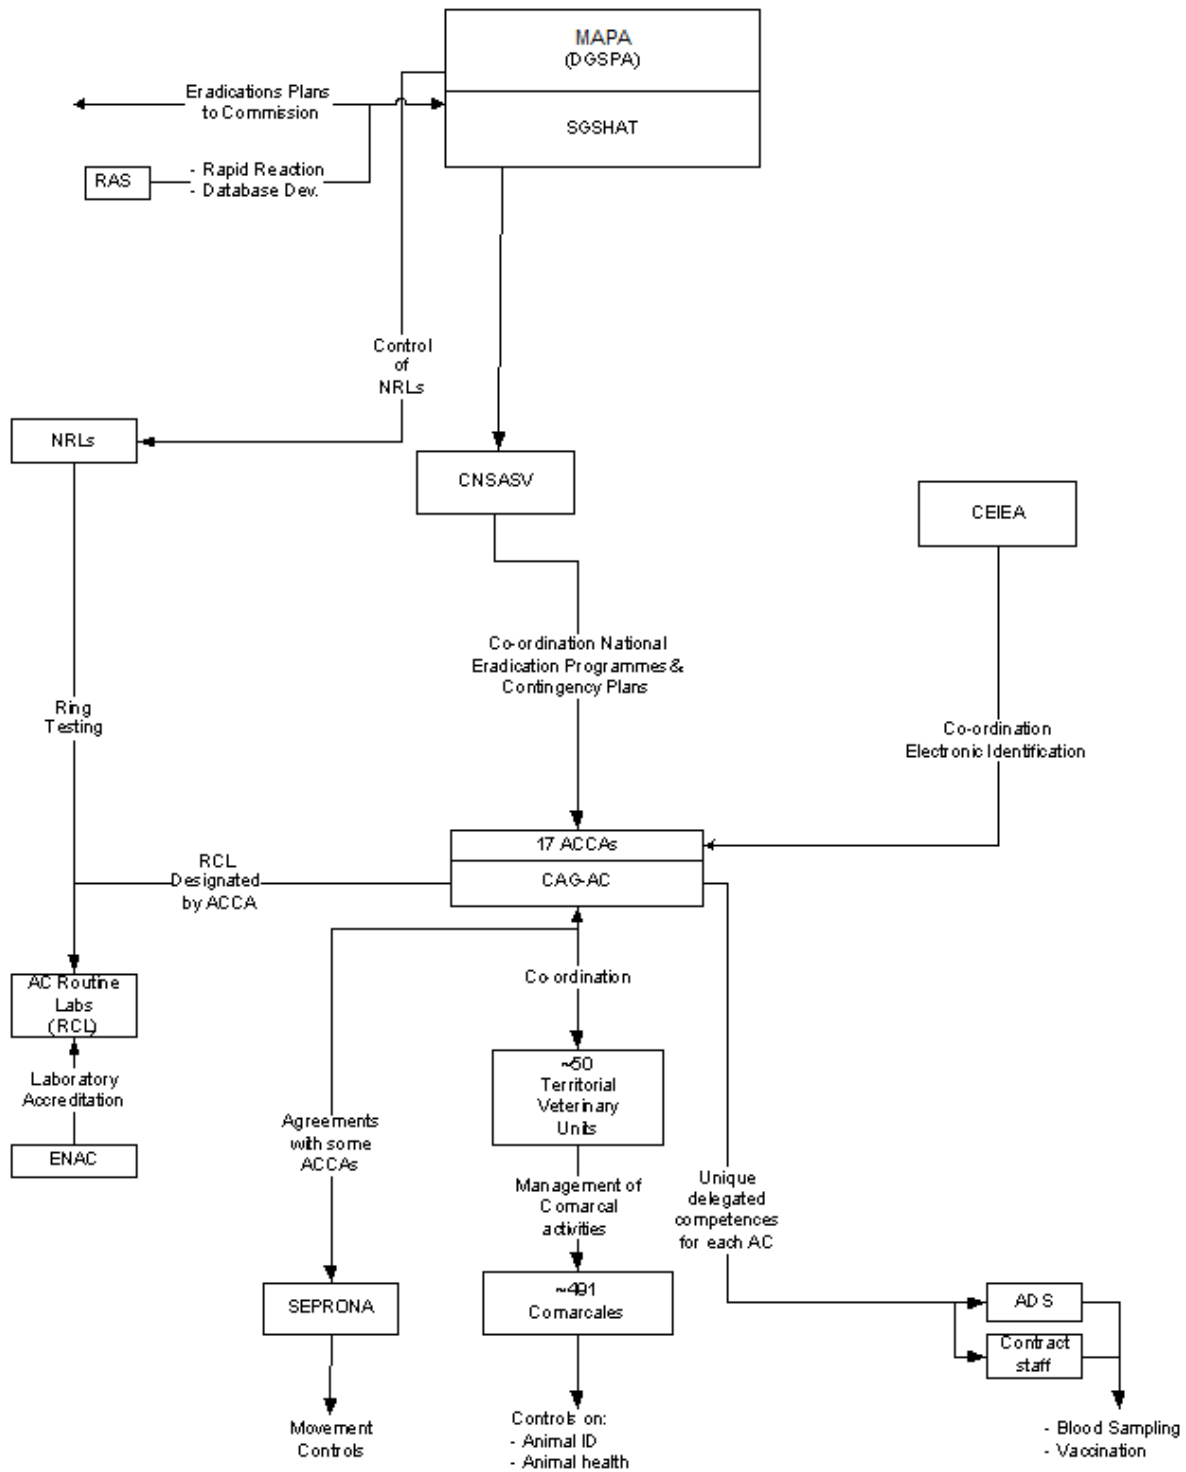 MAPA
(DGSPA)
SGSHAT
Eradications Plans
to Commission
RAS
- Rapid Reaction
- Database Dev.
Control
of
NRLs
NRLs
CNSASV
CEIEA
Co-ordination National
Eradication Programmes &
Contingency Plans
Ring
Testing
Co-ordination
Electronic Identification
17 ACCAs
CAG-AC
RCL
Designated
by ACCA
AC Routine
Labs
(RCL)
Co-ordination
Laboratory
Accreditation
ENAC
~50
Territorial
Veterinary
Units
Agreements
with some
ACCAs
Management of
Comarcal
activities
Unique
delegated
competences
for each AC
SEPRONA
~491
Comarcales
ADS
Contract
staff
Movement
Controls
Controls on:
- Animal ID
- Animal health
- Blood Sampling
- Vaccination